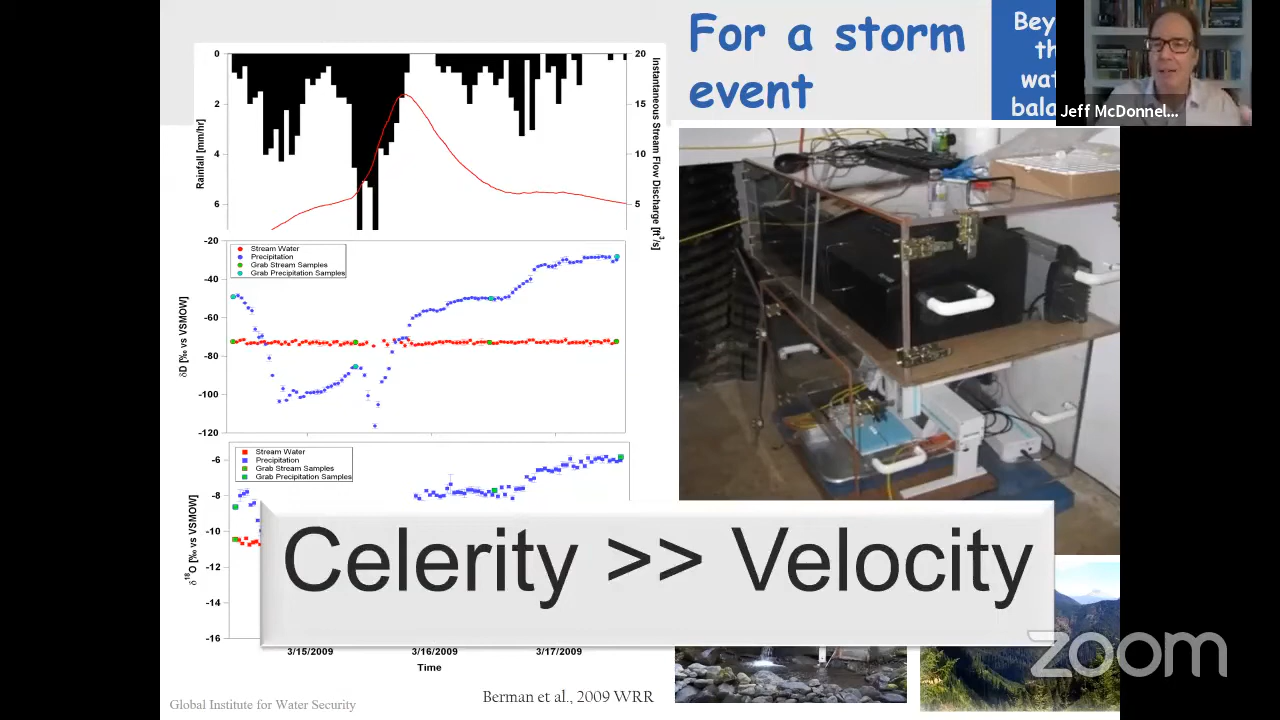 For a storm
event
Bey
th
wat
bala
Jeff McDonnel...
0
2
4
6
Rainfall [mm/hr]
20
15
10
5
Instantaneous Stream Flow Discharge [ft³/s]
-20
-40
-60
-80
-100
-120
δD [‰ vs VSMOW]
Stream Water
Precipitation
Grab Stream Samples
Grab Precipitation Samples
-6
-8
-10
-12
-14
-16
δ¹⁸O [‰ vs VSMOW]
Stream Water
Precipitation
Grab Stream Samples
Grab Precipitation Samples
Celerity >> Velocity
3/15/2009 3/16/2009 3/17/2009
Time
Berman et al., 2009 WRR
Global Institute for Water Security
zoom